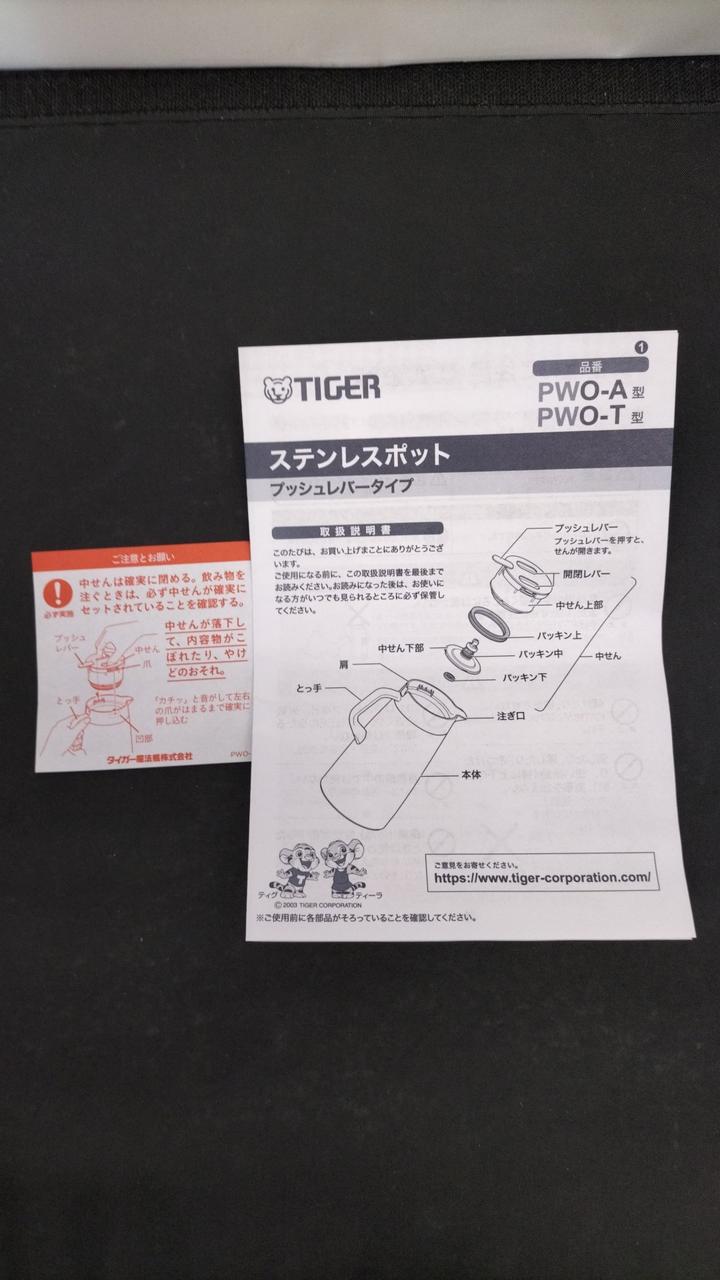 ご注意とお願い
必ず実施
中せんは確実に閉める。飲み物を
注ぐときは、必ず中せんが確実に
セットされていることを確認する。
中せんが落下し
て、内容物がこ
ぼれたり、やけ
どのおそれ。
プッシュ
レバー
中せん
爪
とっ手
「カチッ」と音がして左右
の爪がはまるまで確実に
押し込む
凹部
タイガー魔法瓶株式会社
PWO-
1
TIGER
品番
PWO-A 型
PWO-T 型
ステンレスポット
プッシュレバータイプ
取扱説明書
このたびは、お買い上げまことにありがとうござ
います。
ご使用になる前に、この取扱説明書を最後まで
お読みください。お読みになった後は、お使いに
なる方がいつでも見られるところに必ず保管し
てください。
プッシュレバー
プッシュレバーを押すと、
せんが開きます。
開閉レバー
中せん上部
パッキン上
中せん下部
パッキン中
中せん
肩
パッキン下
とっ手
注ぎ口
本体
ティグ
ティーラ
© 2003 TIGER CORPORATION
ご意見をお寄せください。
https://www.tiger-corporation.com/
※ご使用前に各部品がそろっていることを確認してください。